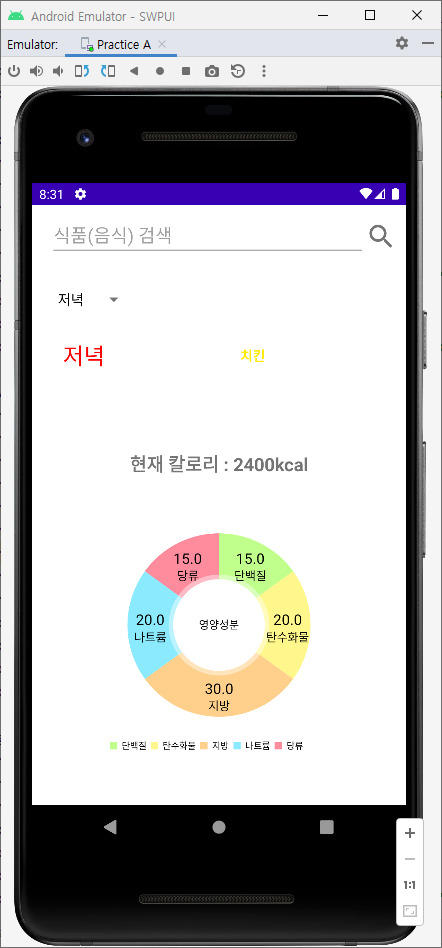 Android Emulator - SWPUI
Emulator: Practice A
8:31
식품(음식) 검색
저녁
저녁 치킨
현재 칼로리 : 2400kcal
15.0 15.0
당류 단백질
20.0 영양성분 20.0
나트륨 탄수화물
30.0
지방
단백질 탄수화물 지방 나트륨 당류
1:1